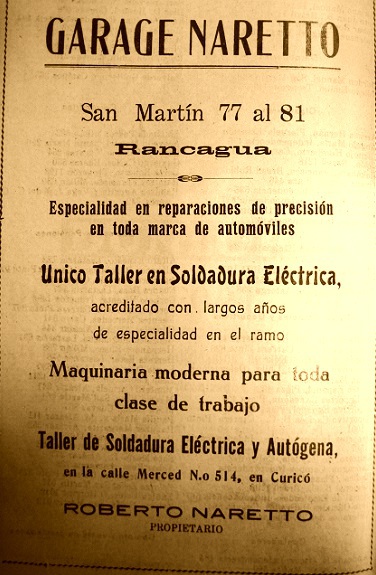 GARAGE NARETTO
San Martín 77 al 81
Rancagua
Especialidad en reparaciones de precisión
en toda marca de automóviles
Unico Taller en Soldadura Eléctrica,
acreditado con largos años
de especialidad en el ramo
Maquinaria moderna para toda
clase de trabajo
Taller de Soldadura Eléctrica y Autógena,
en la calle Merced N.o 514, en Curicó
ROBERTO NARETTO
PROPIETARIO